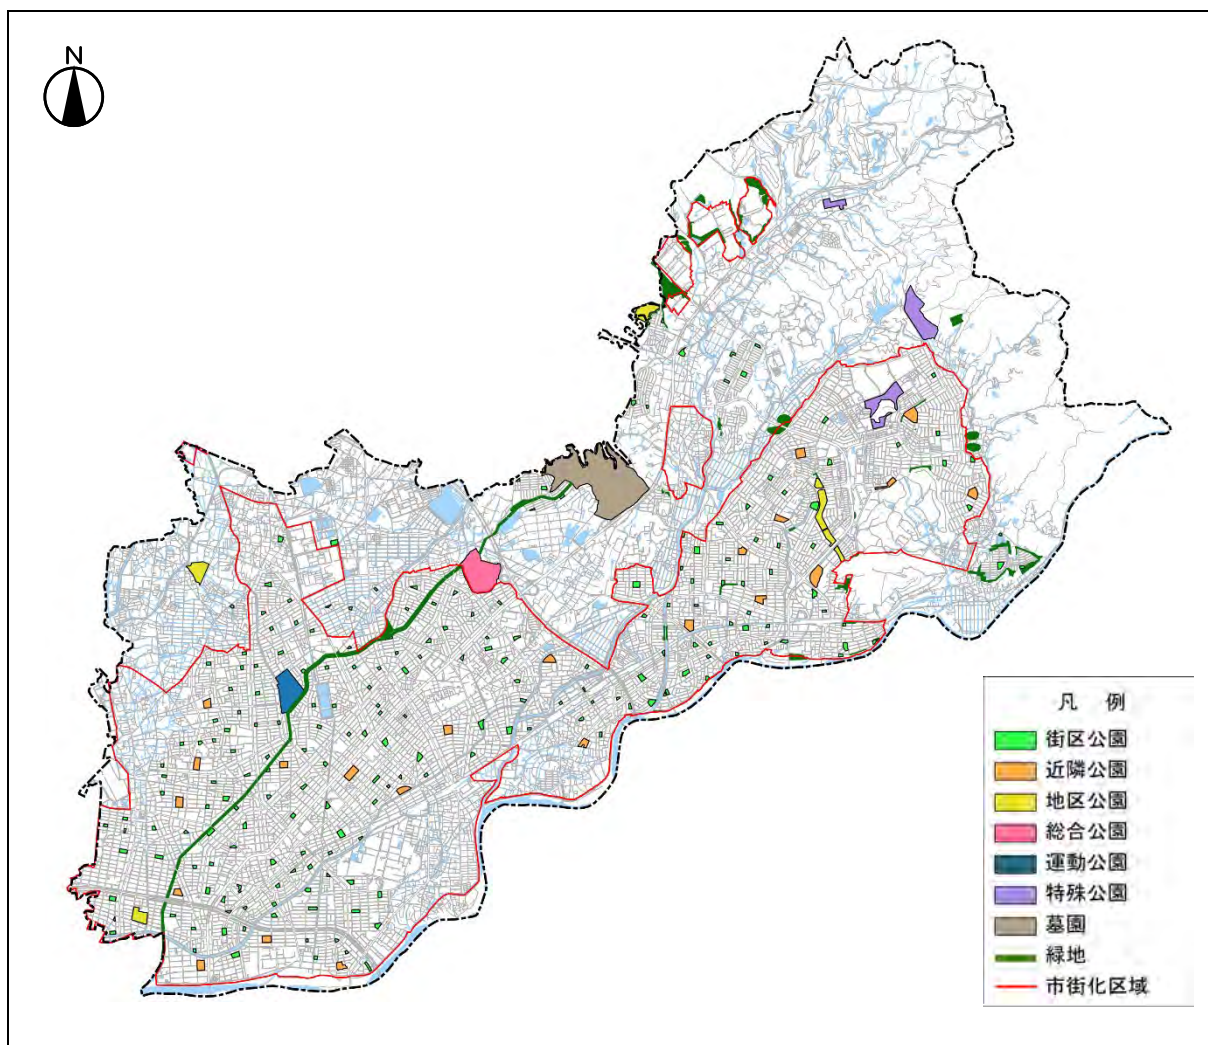 N
凡 例
街区公園
近隣公園
地区公園
総合公園
運動公園
特殊公園
墓園
緑地
市街化区域